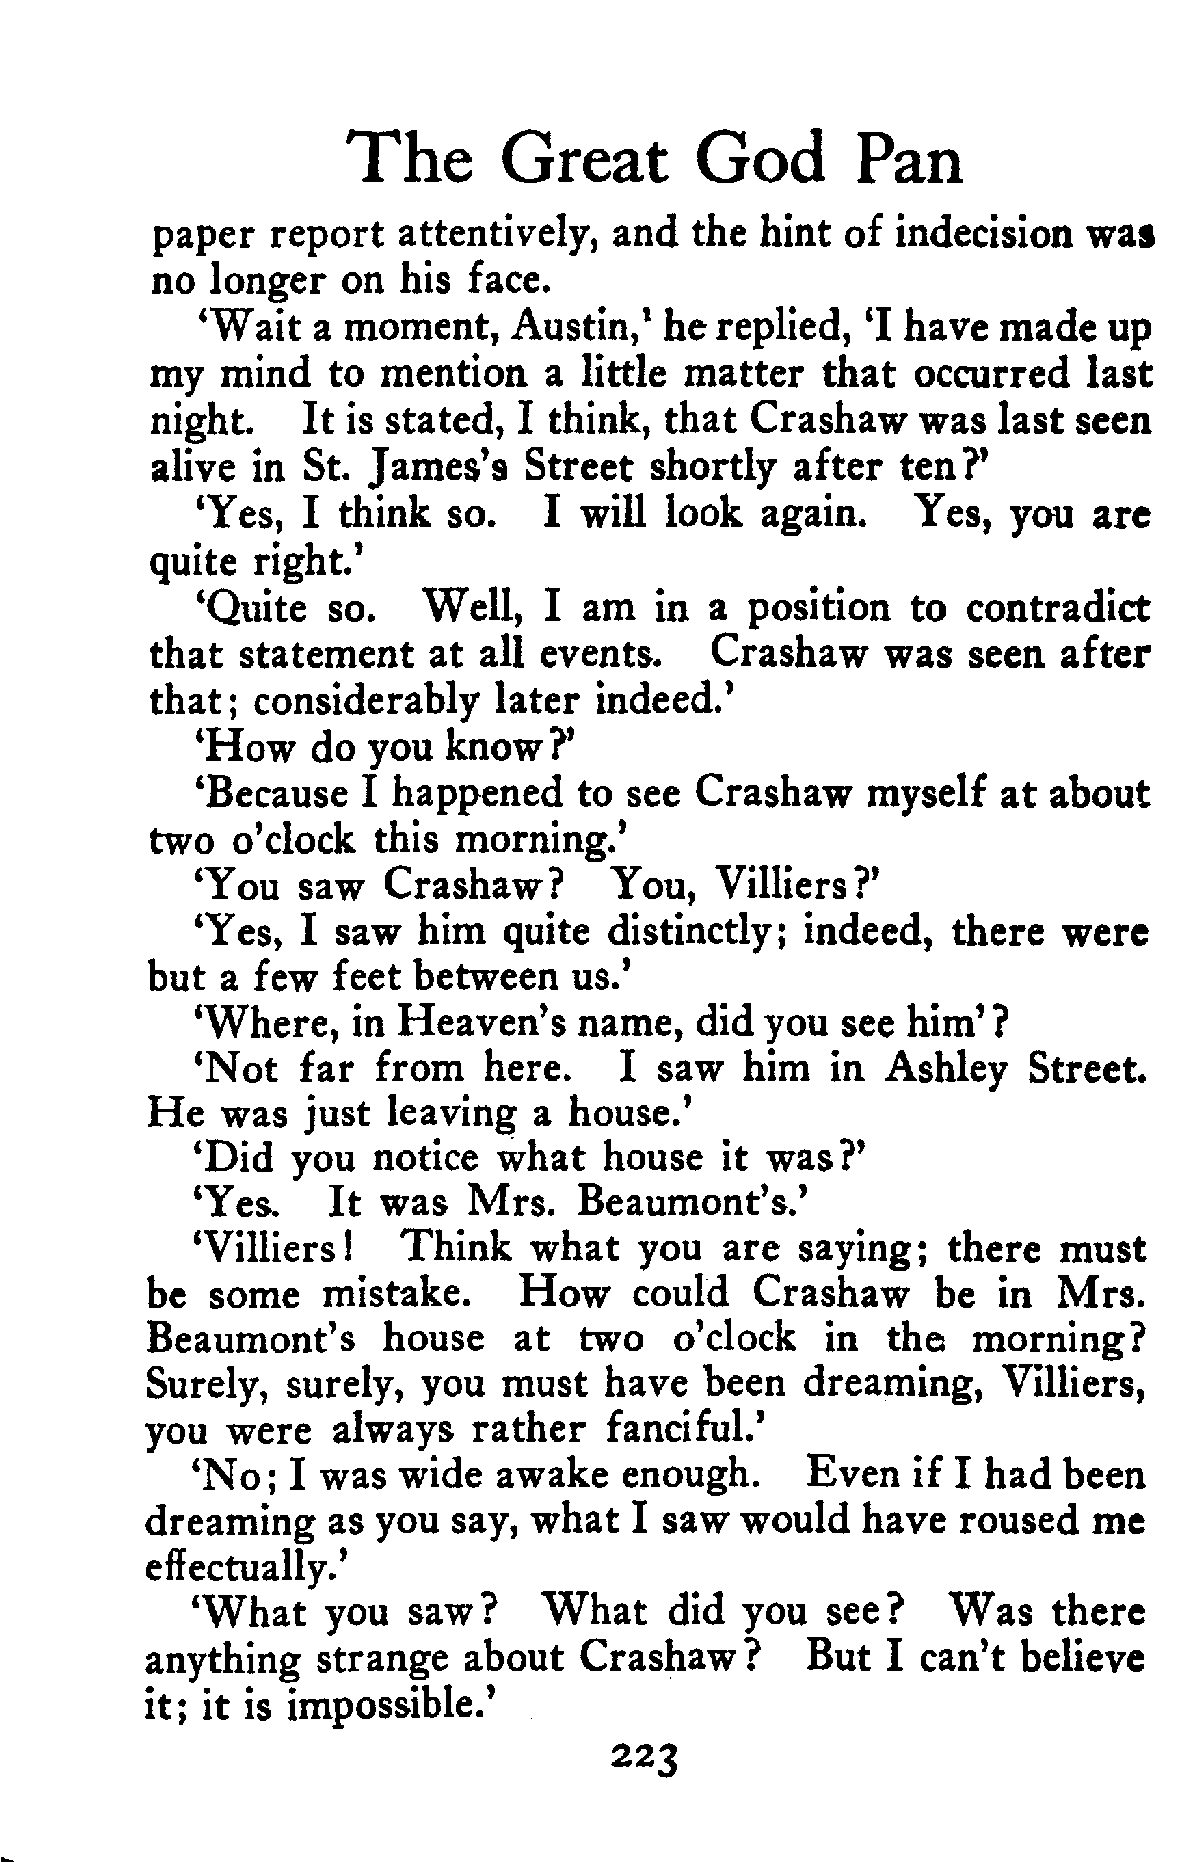 The Great God Pan
paper report attentively, and the hint of indecision was
no longer on his face.
‘Wait a moment, Austin,’ he replied, ‘I have made up
my mind to mention a little matter that occurred last
night. It is stated, I think, that Crashaw was last seen
alive in St. James’s Street shortly after ten?’
‘Yes, I think so. I will look again. Yes, you are
quite right.’
‘Quite so. Well, I am in a position to contradict
that statement at all events. Crashaw was seen after
that; considerably later indeed.’
‘How do you know?’
‘Because I happened to see Crashaw myself at about
two o’clock this morning.’
‘You saw Crashaw? You, Villiers?’
‘Yes, I saw him quite distinctly; indeed, there were
but a few feet between us.’
‘Where, in Heaven’s name, did you see him’?
‘Not far from here. I saw him in Ashley Street.
He was just leaving a house.’
‘Did you notice what house it was?’
‘Yes. It was Mrs. Beaumont’s.’
‘Villiers! Think what you are saying; there must
be some mistake. How could Crashaw be in Mrs.
Beaumont’s house at two o’clock in the morning?
Surely, surely, you must have been dreaming, Villiers,
you were always rather fanciful.’
‘No; I was wide awake enough. Even if I had been
dreaming as you say, what I saw would have roused me
effectually.’
‘What you saw? What did you see? Was there
anything strange about Crashaw? But I can’t believe
it; it is impossible.’
223